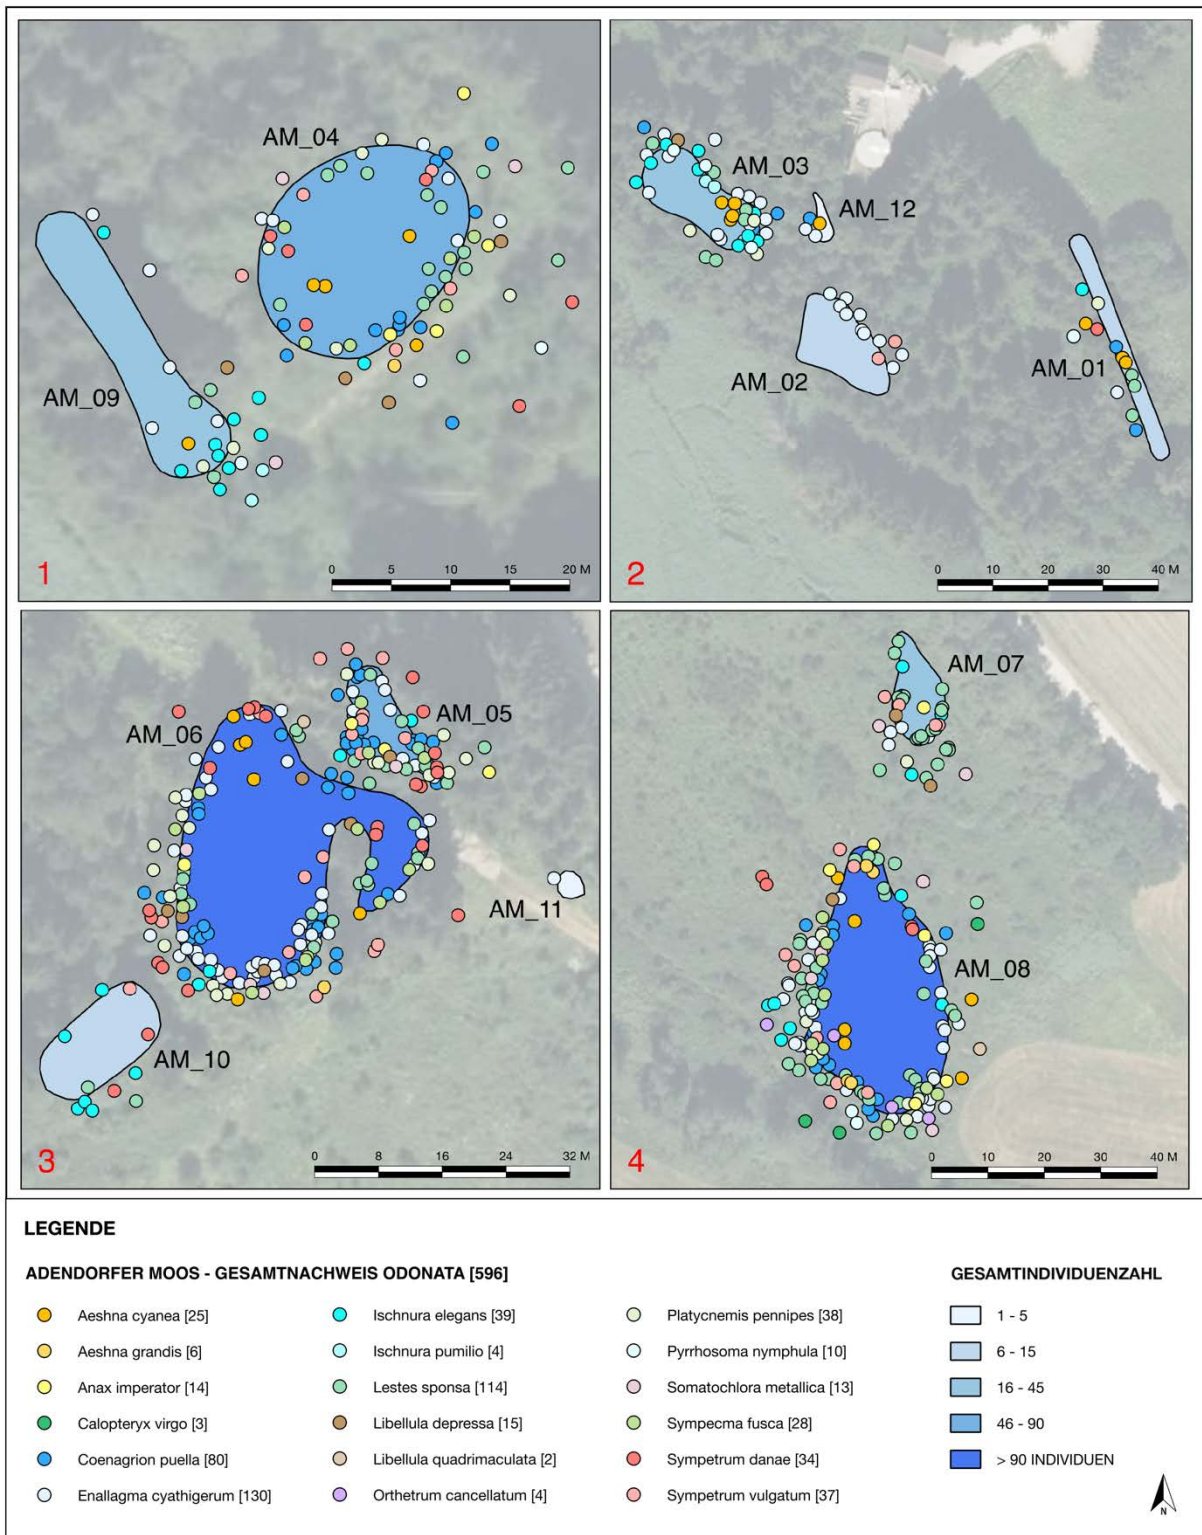 AM_04
AM_09
1
0 5 10 15 20 M
AM_03
AM_12
AM_02
AM_01
2
0 10 20 30 40 M
AM_06
AM_05
AM_11
AM_10
3
0 8 16 24 32 M
AM_07
AM_08
4
0 10 20 30 40 M
LEGENDE
ADENDORFER MOOS - GESAMTNACHWEIS ODONATA [596]
Aeshna cyanea [25]
Aeshna grandis [6]
Anax imperator [14]
Calopteryx virgo [3]
Coenagrion puella [80]
Enallagma cyathigerum [130]
Ischnura elegans [39]
Ischnura pumilio [4]
Lestes sponsa [114]
Libellula depressa [15]
Libellula quadrimaculata [2]
Orthetrum cancellatum [4]
Platycnemis pennipes [38]
Pyrrhosoma nymphula [10]
Somatochlora metallica [13]
Sympecma fusca [28]
Sympetrum danae [34]
Sympetrum vulgatum [37]
GESAMTINDIVIDUENZAHL
1 - 5
6 - 15
16 - 45
46 - 90
> 90 INDIVIDUEN
N